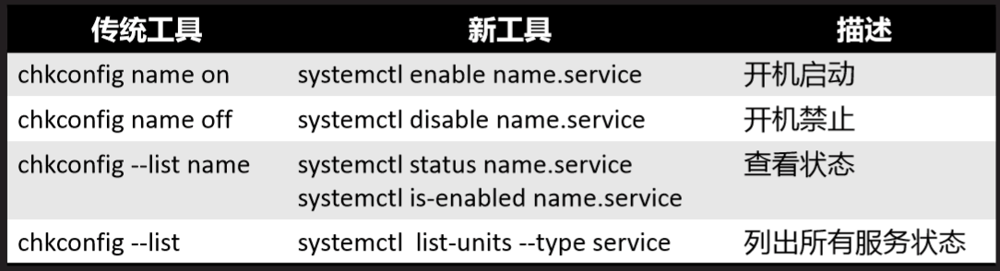 传统工具 新工具 描述
chkconfig name on systemctl enable name.service 开机启动
chkconfig name off systemctl disable name.service 开机禁止
chkconfig --list name systemctl status name.service 查看状态
systemctl is-enabled name.service
chkconfig --list systemctl list-units --type service 列出所有服务状态